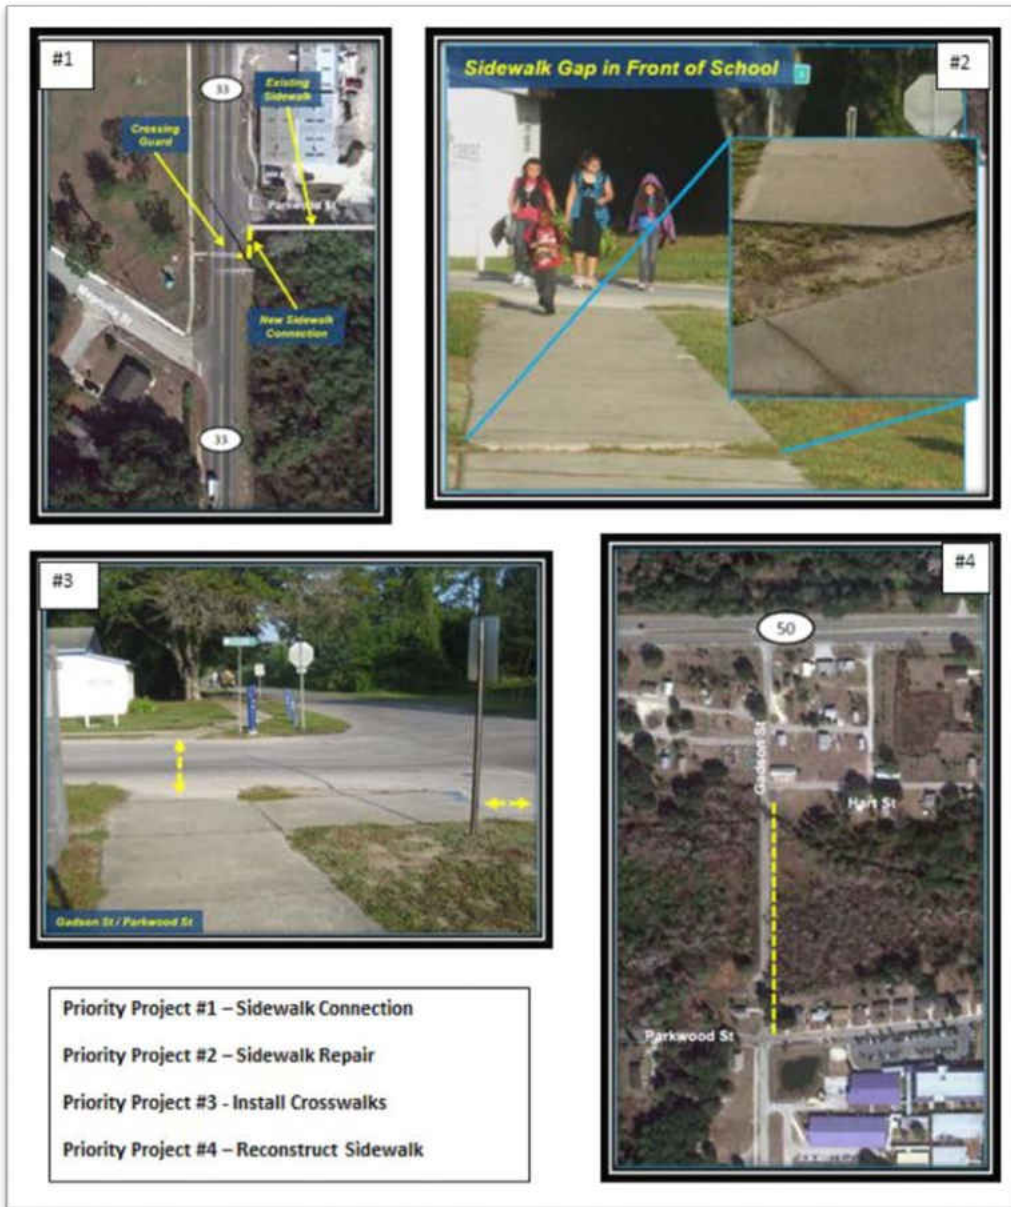 #1
33
Existing
Sidewalk
Crossing
Guard
Parkwood St
New Sidewalk
Connection
33
#2
Sidewalk Gap in Front of School
#3
Gadson St / Parkwood St
#4
50
Gadson St
Hart St
Parkwood St
Priority Project #1 – Sidewalk Connection
Priority Project #2 – Sidewalk Repair
Priority Project #3 - Install Crosswalks
Priority Project #4 – Reconstruct Sidewalk